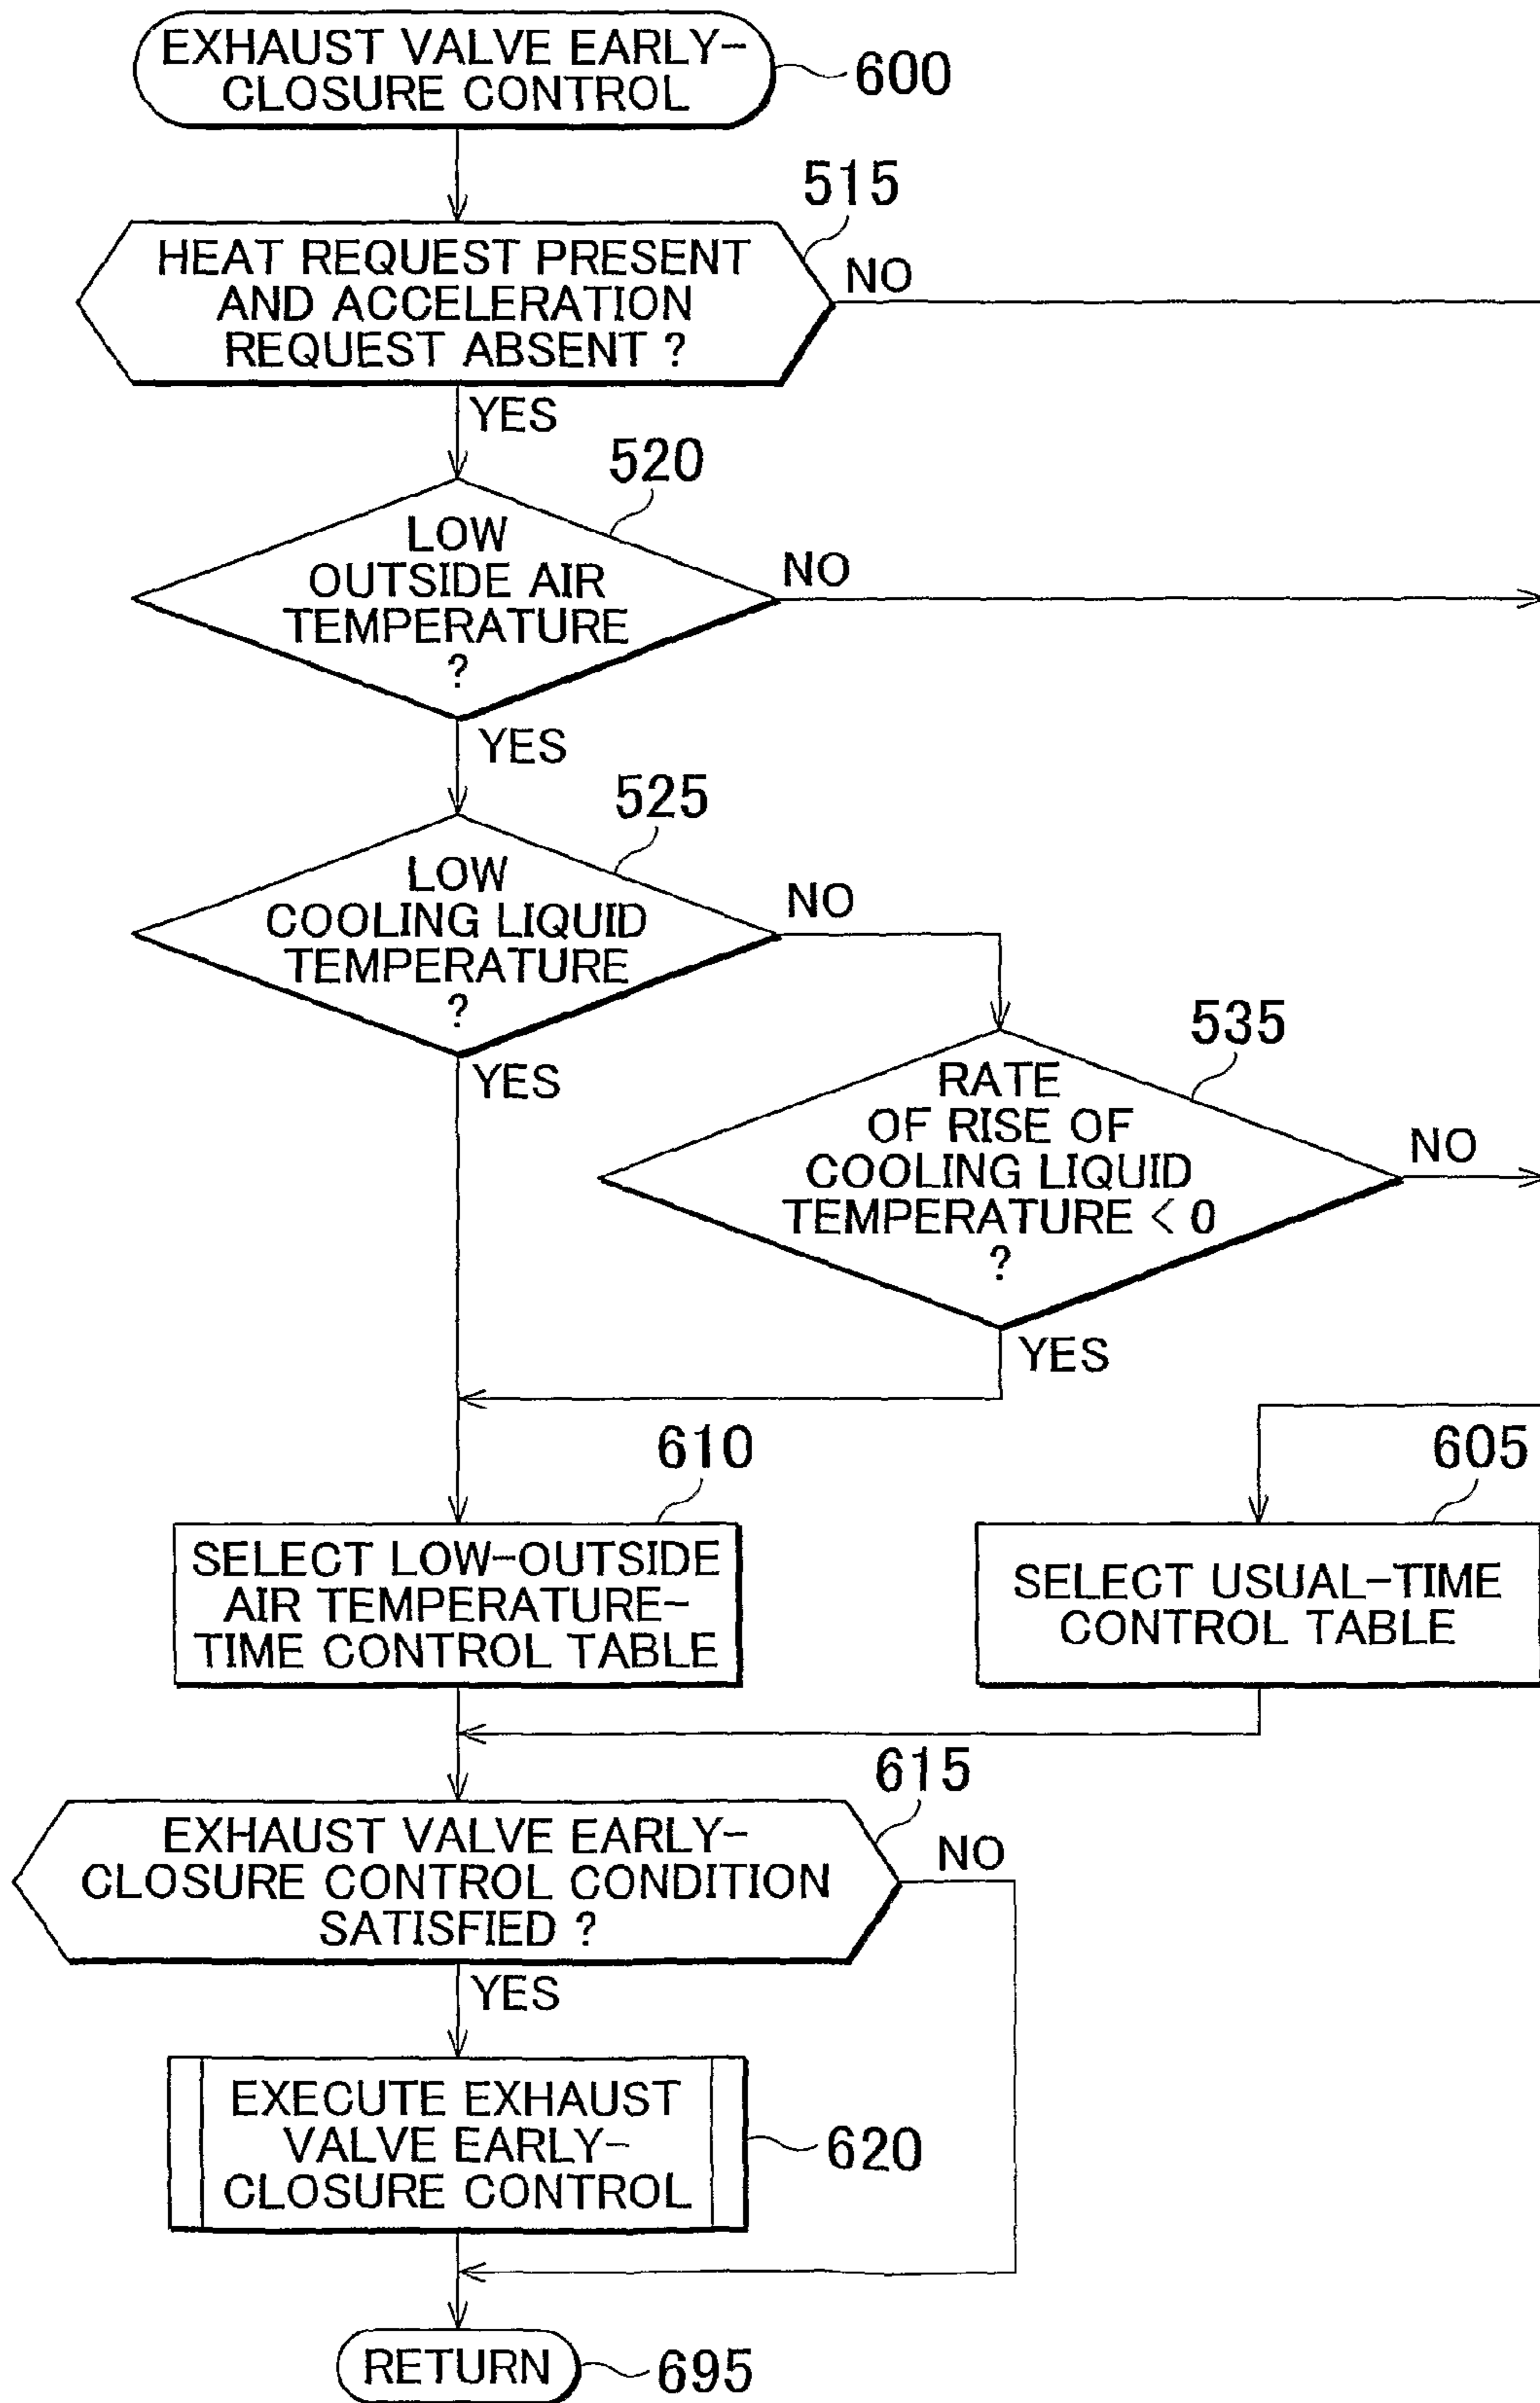 EXHAUST VALVE EARLY-
CLOSURE CONTROL
600
515
HEAT REQUEST PRESENT
AND ACCELERATION
REQUEST ABSENT ?
NO
YES
520
LOW
OUTSIDE AIR
TEMPERATURE
?
NO
YES
525
LOW
COOLING LIQUID
TEMPERATURE
?
NO
YES
535
RATE
OF RISE OF
COOLING LIQUID
TEMPERATURE < 0
?
NO
YES
610
SELECT LOW-OUTSIDE
AIR TEMPERATURE-
TIME CONTROL TABLE
605
SELECT USUAL-TIME
CONTROL TABLE
615
EXHAUST VALVE EARLY-
CLOSURE CONTROL CONDITION
SATISFIED ?
NO
YES
EXECUTE EXHAUST
VALVE EARLY-
CLOSURE CONTROL
620
RETURN
695